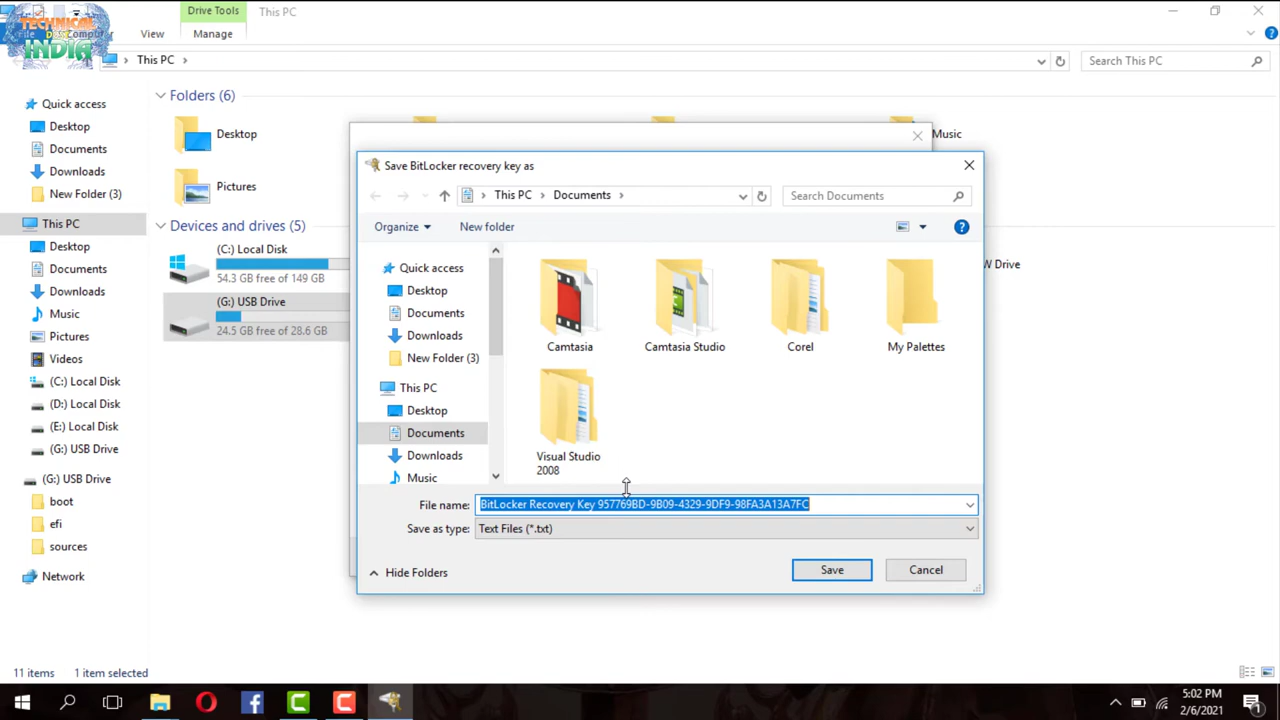 Drive Tools
This PC
TECHNICAL
DOST
INDIA
File
Computer
View
Manage
This PC
Search This PC
Quick access
Desktop
Documents
Downloads
New Folder (3)
This PC
Desktop
Documents
Downloads
Music
Pictures
Videos
(C:) Local Disk
(D:) Local Disk
(E:) Local Disk
(G:) USB Drive
(G:) USB Drive
boot
efi
sources
Network
Folders (6)
Desktop
Music
Pictures
Devices and drives (5)
(C:) Local Disk
54.3 GB free of 149 GB
W Drive
(G:) USB Drive
24.5 GB free of 28.6 GB
Save BitLocker recovery key as
This PC
Documents
Search Documents
Organize
New folder
Quick access
Desktop
Documents
Downloads
New Folder (3)
This PC
Desktop
Documents
Downloads
Music
Camtasia
Camtasia Studio
Corel
My Palettes
Visual Studio
2008
File name:
BitLocker Recovery Key 957769BD-9B09-4329-9DF9-98FA3A13A7FC
Save as type:
Text Files (*.txt)
Hide Folders
Save
Cancel
11 items
1 item selected
5:02 PM
2/6/2021
1